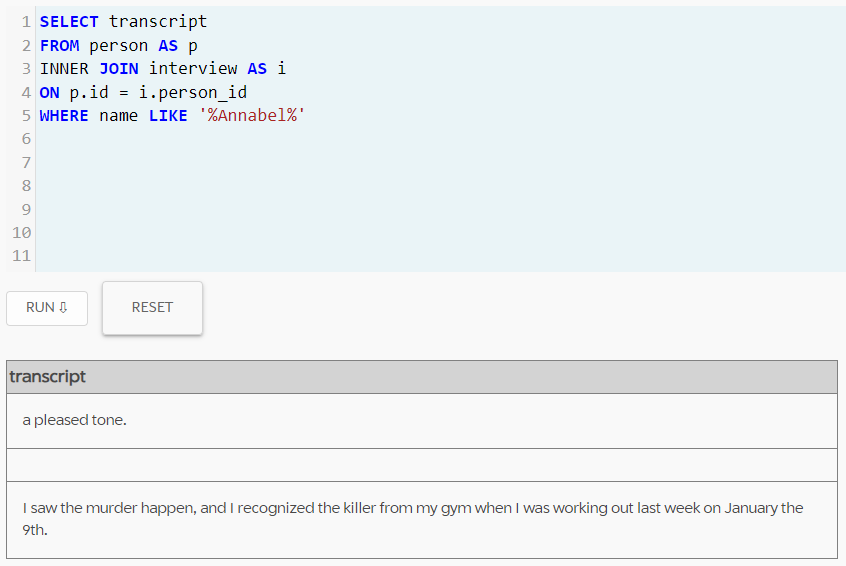 1 SELECT transcript
2 FROM person AS p
3 INNER JOIN interview AS i
4 ON p.id = i.person_id
5 WHERE name LIKE '%Annabel%'
6
7
8
9
10
11
RUN ⇩ RESET
transcript
a pleased tone.
I saw the murder happen, and I recognized the killer from my gym when I was working out last week on January the
9th.